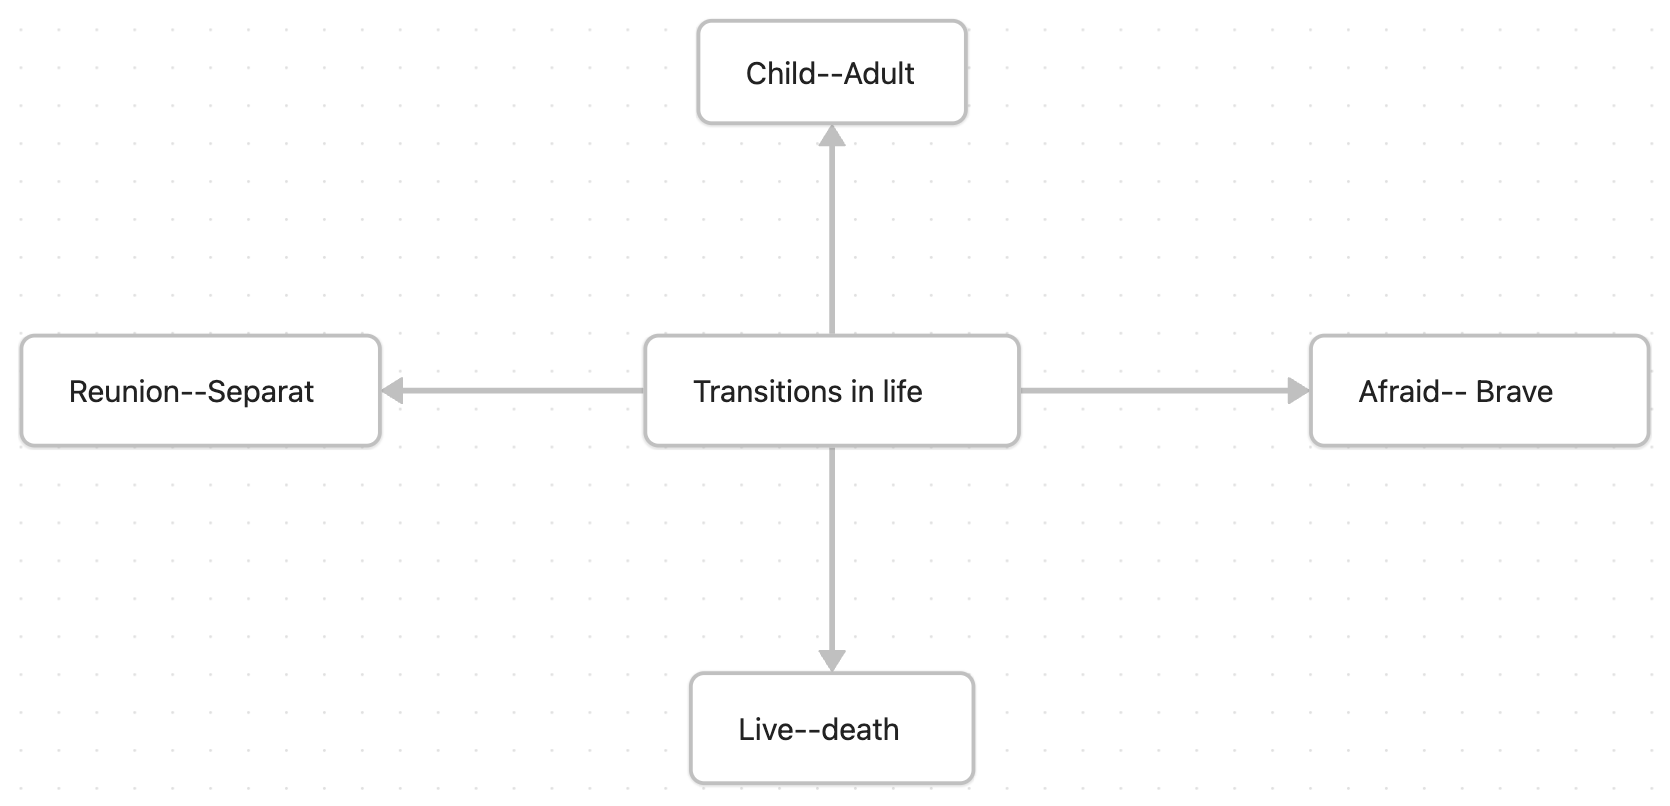 Child--Adult
Reunion--Separat
Transitions in life
Afraid-- Brave
Live--death